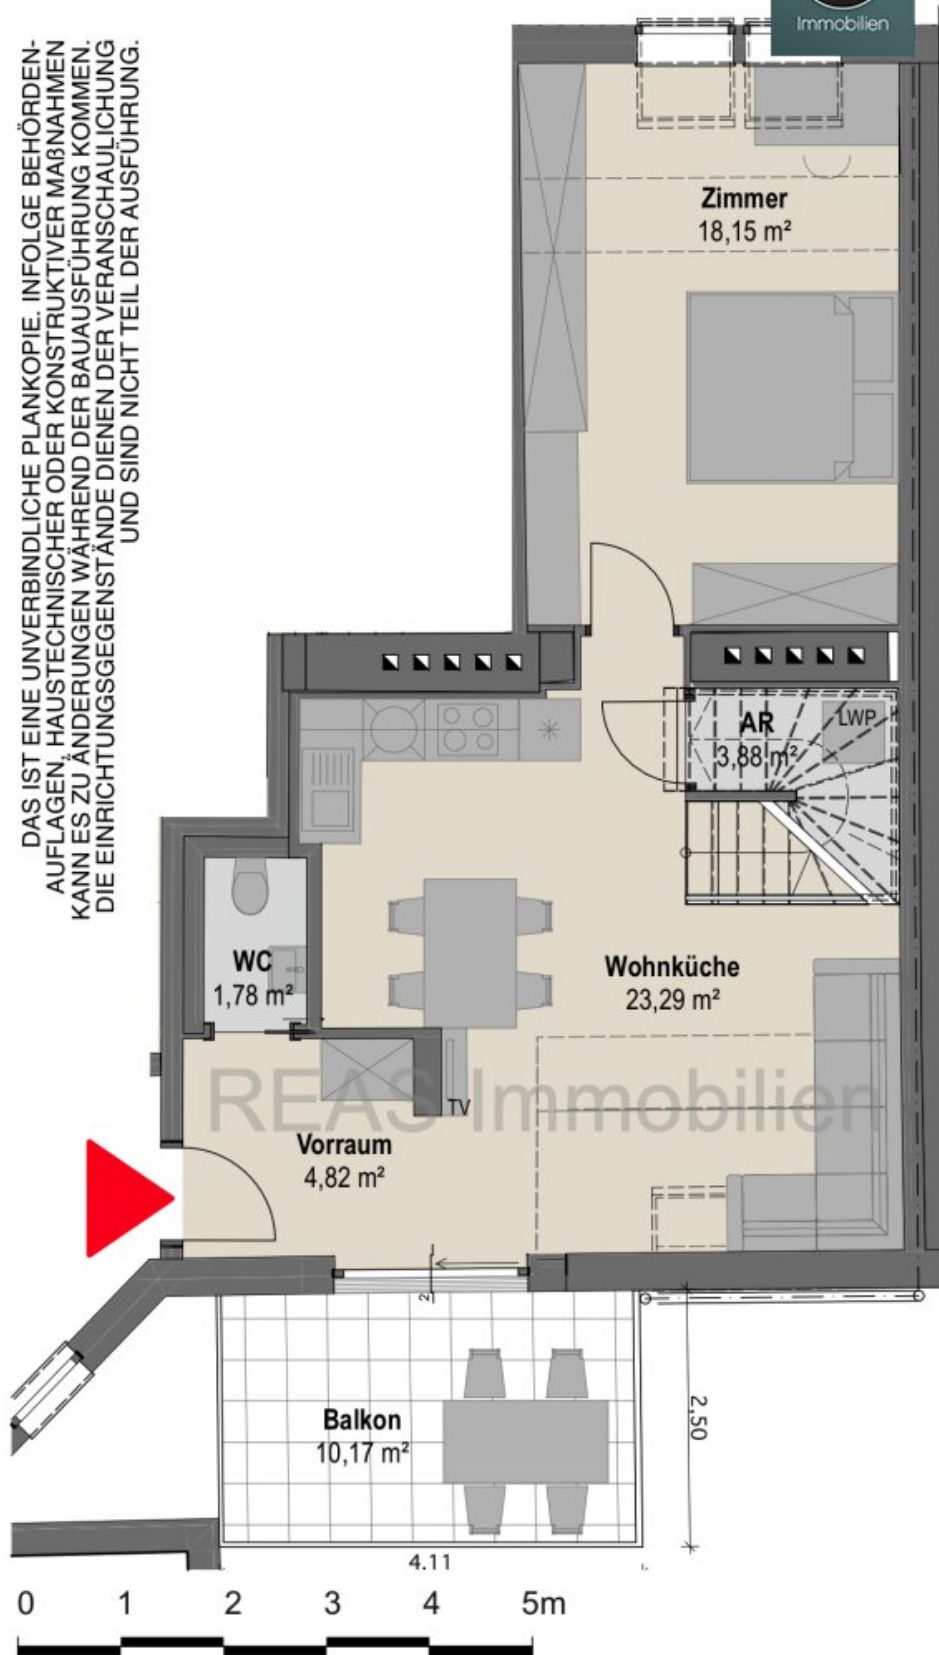 Immobilien
DAS IST EINE UNVERBINDLICHE PLANKOPIE. INFOLGE BEHÖRDEN-
AUFLAGEN, HAUSTECHNISCHER ODER KONSTRUKTIVER MAßNAHMEN
KANN ES ZU ÄNDERUNGEN WÄHREND DER BAUAUSFÜHRUNG KOMMEN.
DIE EINRICHTUNGSGEGENSTÄNDE DIENEN DER VERANSCHAULICHUNG
UND SIND NICHT TEIL DER AUSFÜHRUNG.
Zimmer
18,15 m²
AR
LWP
3,88 m²
WC
1,78 m²
Wohnküche
23,29 m²
REAS Immobilien
TV
Vorraum
4,82 m²
2
Balkon
10,17 m²
2,50
4.11
0 1 2 3 4 5m